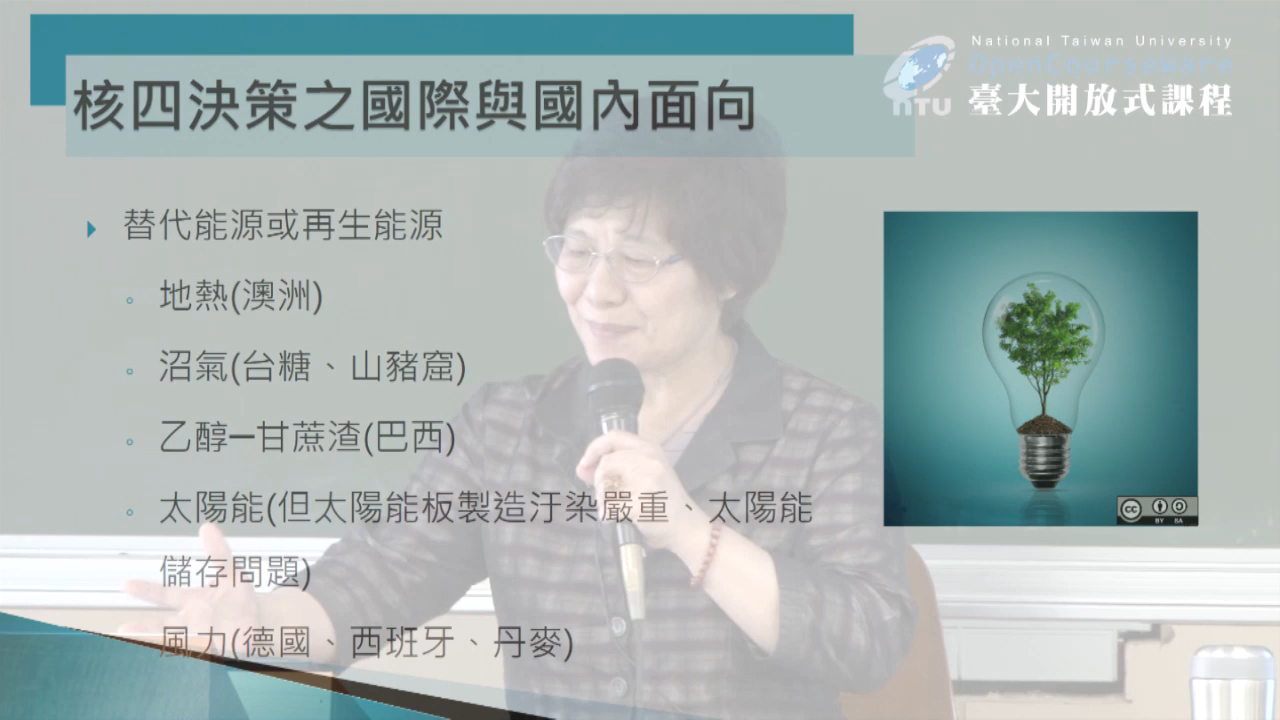 National Taiwan University
OpenCourseWare
NTU 臺大開放式課程
核四決策之國際與國內面向
替代能源或再生能源
地熱(澳洲)
沼氣(台糖、山豬窟)
乙醇─甘蔗渣(巴西)
太陽能(但太陽能板製造汙染嚴重、太陽能
儲存問題)
風力(德國、西班牙、丹麥)
CC BY SA